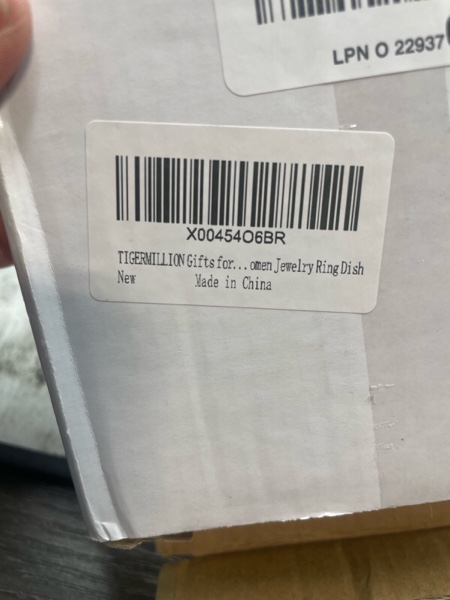 LPN O 22937
X00454O6BR
TIGERMILLION Gifts for...omen Jewelry Ring Dish
New Made in China